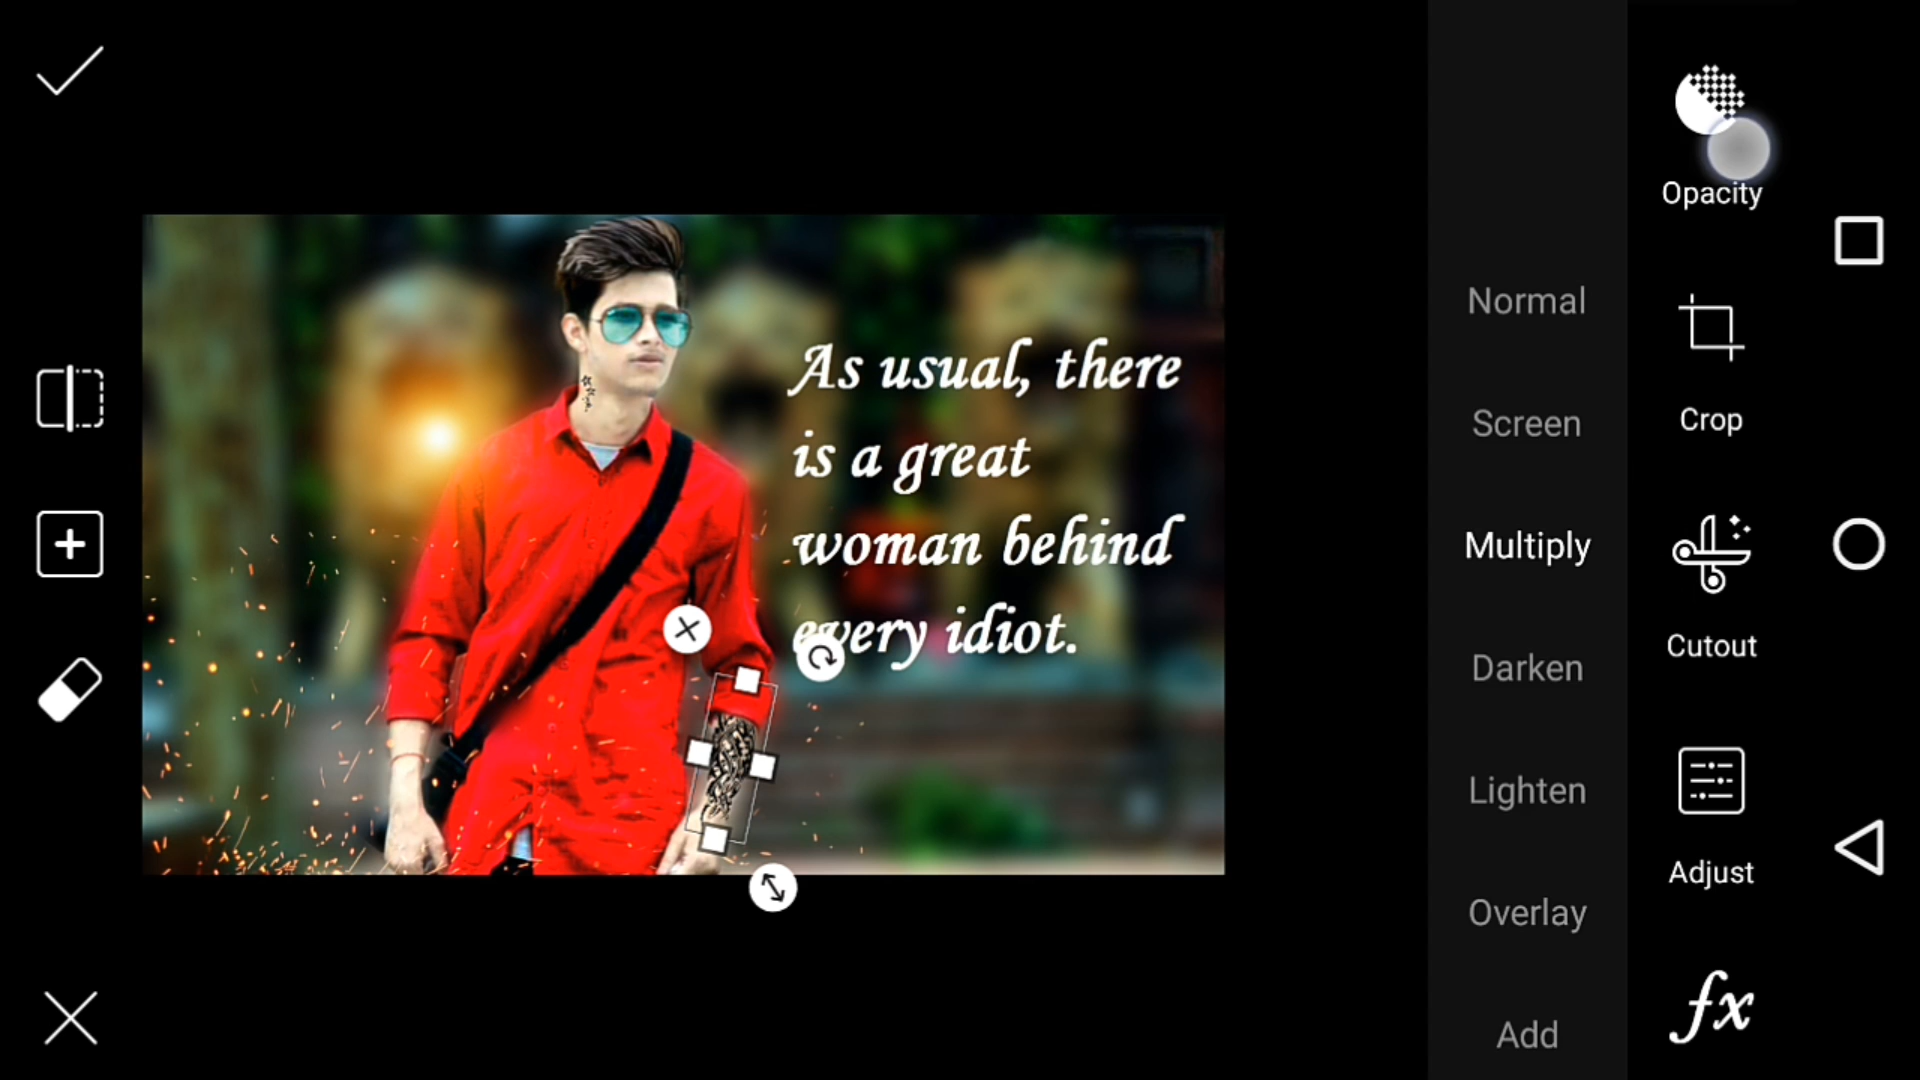 As usual, there
is a great
woman behind
every idiot.
Normal
Screen
Multiply
Darken
Lighten
Overlay
Add
Opacity
Crop
Cutout
Adjust
fx